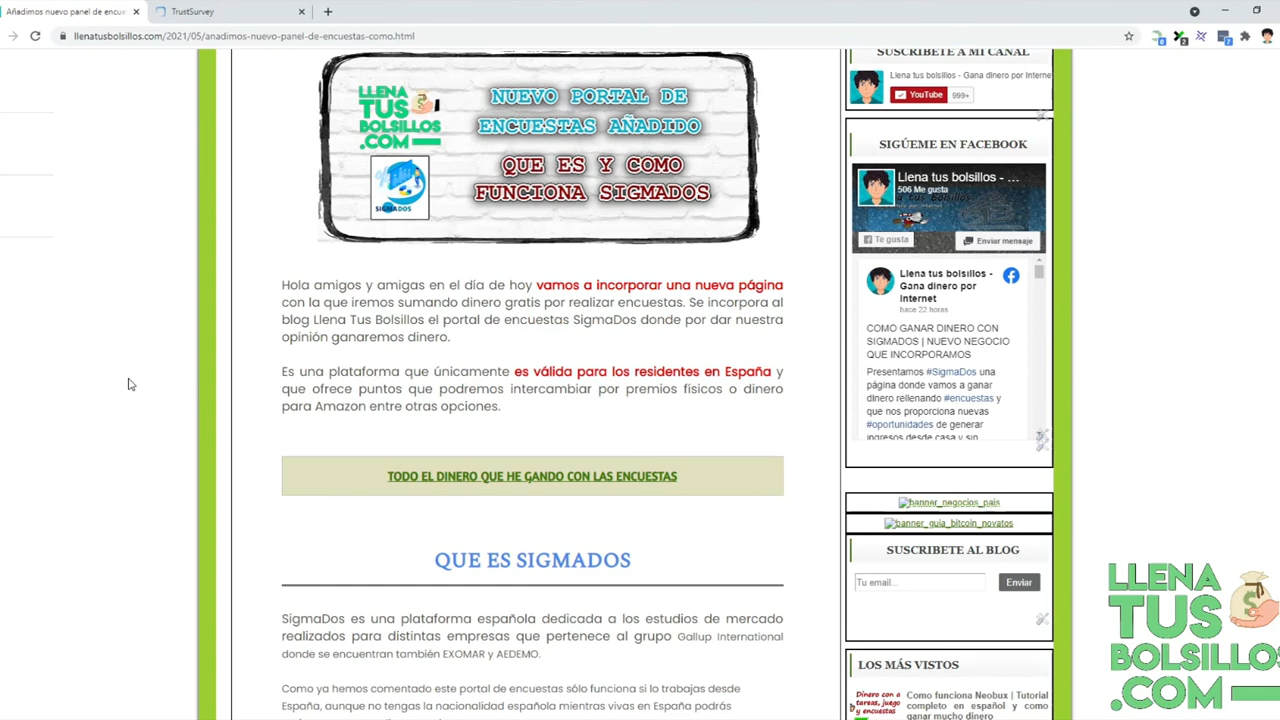 Añadimos nuevo panel de encue
TrustSurvey
llenatusbolsillos.com/2021/05/anadimos-nuevo-panel-de-encuestas-como.html
LLENA
TUS
BOLSILLOS
.COM
SIGMADOS
NUEVO PORTAL DE
ENCUESTAS AÑADIDO
QUE ES Y COMO
FUNCIONA SIGMADOS
Hola amigos y amigas en el día de hoy vamos a incorporar una nueva página
con la que iremos sumando dinero gratis por realizar encuestas. Se incorpora al
blog Llena Tus Bolsillos el portal de encuestas SigmaDos donde por dar nuestra
opinión ganaremos dinero.
Es una plataforma que únicamente es válida para los residentes en España y
que ofrece puntos que podremos intercambiar por premios físicos o dinero
para Amazon entre otras opciones.
TODO EL DINERO QUE HE GANDO CON LAS ENCUESTAS
QUE ES SIGMADOS
SigmaDos es una plataforma española dedicada a los estudios de mercado
realizados para distintas empresas que pertenece al grupo Gallup International
donde se encuentran también EXOMAR y AEDEMO.
Como ya hemos comentado este portal de encuestas sólo funciona si lo trabajas desde
España, aunque no tengas la nacionalidad española mientras vivas en España podrás
SUSCRIBETE A MI CANAL
Llena tus bolsillos - Gana dinero por Interne
YouTube 999+
SIGÚEME EN FACEBOOK
Llena tus bolsillos - ...
506 Me gusta
Te gusta
Enviar mensaje
Llena tus bolsillos -
Gana dinero por
Internet
hace 22 horas
COMO GANAR DINERO CON
SIGMADOS | NUEVO NEGOCIO
QUE INCORPORAMOS
Presentamos #SigmaDos una
página donde vamos a ganar
dinero rellenando #encuestas y
que nos proporciona nuevas
#oportunidades de generar
ingresos desde casa y sin
banner_negocios_pais
banner_guia_bitcoin_novatos
SUSCRIBETE AL BLOG
Tu email...
Enviar
LOS MÁS VISTOS
Dinero con a
tareas, juego
y encuestas
Como funciona Neobux | Tutorial
completo en español y como
ganar mucho dinero
LLENA
TUS
BOLSILLOS
.COM